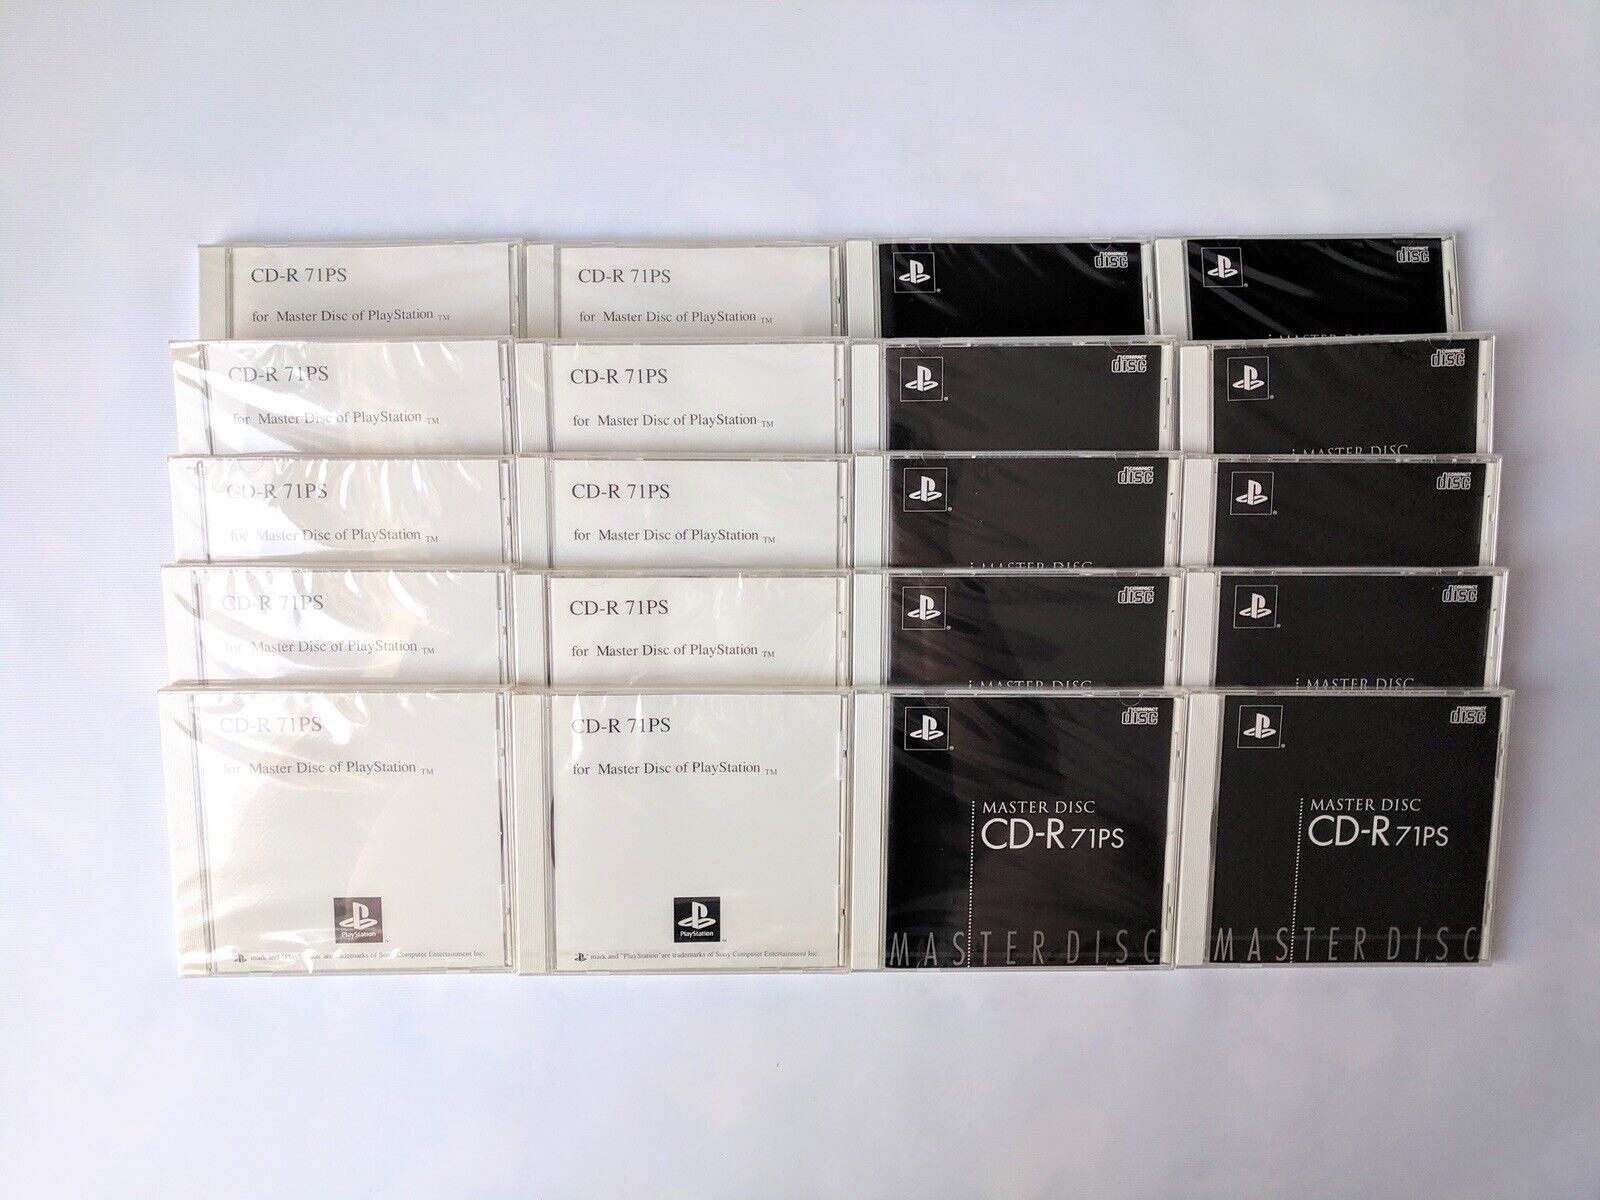 CD-R 71PS
for Master Disc of PlayStation TM
CD-R 71PS
for Master Disc of PlayStation TM
COMPACT disc
COMPACT disc
MASTER DISC
CD-R 71PS
for Master Disc of PlayStation TM
CD-R 71PS
for Master Disc of PlayStation TM
COMPACT disc
COMPACT disc
MASTER DISC
CD-R 71PS
for Master Disc of PlayStation TM
CD-R 71PS
for Master Disc of PlayStation TM
COMPACT disc
MASTER DISC
COMPACT disc
CD-R 71PS
for Master Disc of PlayStation TM
CD-R 71PS
for Master Disc of PlayStation TM
COMPACT disc
MASTER DISC
COMPACT disc
MASTER DISC
CD-R 71PS
for Master Disc of PlayStation TM
PlayStation
mark and "PlayStation" are trademarks of Sony Computer Entertainment Inc.
CD-R 71PS
for Master Disc of PlayStation TM
PlayStation
mark and "PlayStation" are trademarks of Sony Computer Entertainment Inc.
COMPACT disc
MASTER DISC
CD-R 71PS
MASTERDISC
COMPACT disc
MASTER DISC
CD-R 71PS
MASTERDISC